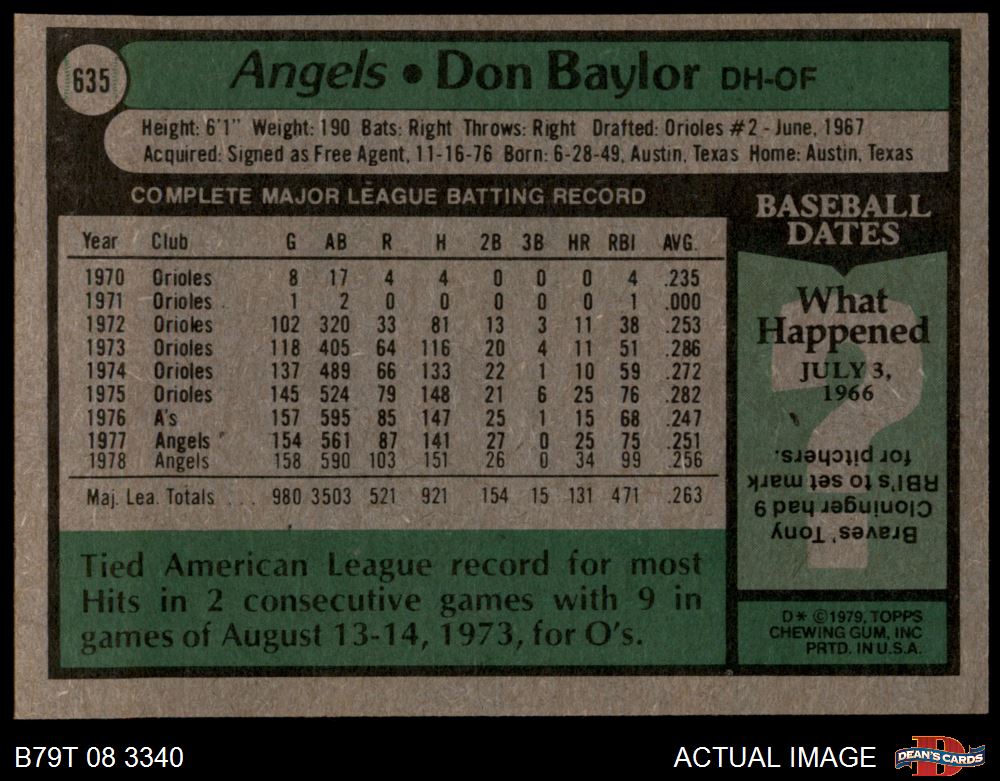 635
Angels • Don Baylor DH-OF
Height: 6'1" Weight: 190 Bats: Right Throws: Right Drafted: Orioles #2 - June, 1967
Acquired: Signed as Free Agent, 11-16-76 Born: 6-28-49, Austin, Texas Home: Austin, Texas
COMPLETE MAJOR LEAGUE BATTING RECORD
Year Club G AB R H 2B 3B HR RBI AVG.
1970 Orioles 8 17 4 4 0 0 0 4 .235
1971 Orioles 1 2 0 0 0 0 0 1 .000
1972 Orioles 102 320 33 81 13 3 11 38 .253
1973 Orioles 118 405 64 116 20 4 11 51 .286
1974 Orioles 137 489 66 133 22 1 10 59 .272
1975 Orioles 145 524 79 148 21 6 25 76 .282
1976 A's 157 595 85 147 25 1 15 68 .247
1977 Angels 154 561 87 141 27 0 25 75 .251
1978 Angels 158 590 103 151 26 0 34 99 .256
Maj. Lea. Totals ... 980 3503 521 921 154 15 131 471 .263
Tied American League record for most
Hits in 2 consecutive games with 9 in
games of August 13-14, 1973, for O's.
BASEBALL
DATES
What
Happened
JULY 3,
1966
Braves' Tony
Cloninger had 9
RBI's to set mark
for pitchers.
D* ©1979, TOPPS
CHEWING GUM, INC
PRTD. IN U.S.A.
B79T 08 3340
ACTUAL IMAGE
DEAN'S CARDS